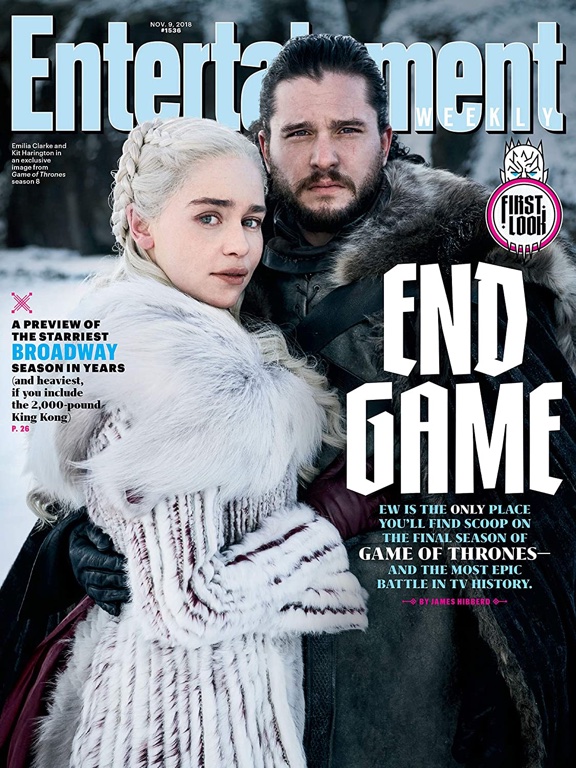 NOV. 9, 2018
#1536
Entertainment
WEEKLY
Emilia Clarke and
Kit Harington in
an exclusive
image from
Game of Thrones
season 8
FIRST
LOOK
END
GAME
A PREVIEW OF
THE STARRIEST
BROADWAY
SEASON IN YEARS
(and heaviest,
if you include
the 2,000-pound
King Kong)
P. 26
EW IS THE ONLY PLACE
YOU'LL FIND SCOOP ON
THE FINAL SEASON OF
GAME OF THRONES—
AND THE MOST EPIC
BATTLE IN TV HISTORY.
BY JAMES HIBBERD